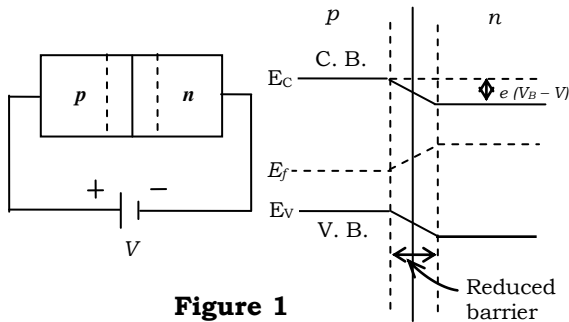 p n
C. B.
E_C
e (V_B – V)
p n
E_f
+ –
E_V
V
V. B.
Reduced
barrier
Figure 1